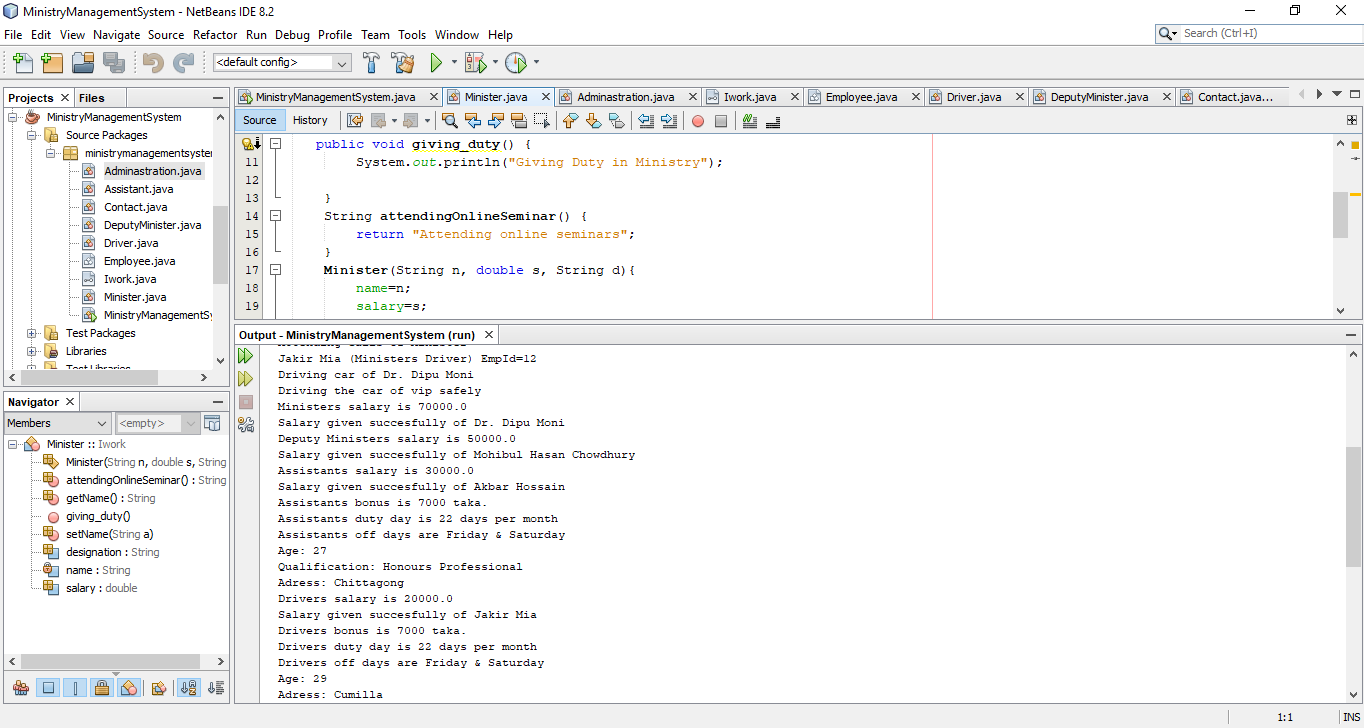 MinistryManagementSystem - NetBeans IDE 8.2
File Edit View Navigate Source Refactor Run Debug Profile Team Tools Window Help
Search (Ctrl+I)
<default config>
Projects Files
MinistryManagementSystem
Source Packages
ministrymanagementsyster
Adminastration.java
Assistant.java
Contact.java
DeputyMinister.java
Driver.java
Employee.java
Iwork.java
Minister.java
MinistryManagementSy
Test Packages
Libraries
Test Libraries
Navigator
Members <empty>
Minister :: Iwork
Minister(String n, double s, String
attendingOnlineSeminar() : String
getName() : String
giving_duty()
setName(String a)
designation : String
name : String
salary : double
MinistryManagementSystem.java Minister.java Adminastration.java Iwork.java Employee.java Driver.java DeputyMinister.java Contact.java...
Source History
public void giving_duty() {
11 System.out.println("Giving Duty in Ministry");
12
13 }
14 String attendingOnlineSeminar() {
15 return "Attending online seminars";
16 }
17 Minister(String n, double s, String d){
18 name=n;
19 salary=s;
Output - MinistryManagementSystem (run)
Jakir Mia (Ministers Driver) EmpId=12
Driving car of Dr. Dipu Moni
Driving the car of vip safely
Ministers salary is 70000.0
Salary given succesfully of Dr. Dipu Moni
Deputy Ministers salary is 50000.0
Salary given succesfully of Mohibul Hasan Chowdhury
Assistants salary is 30000.0
Salary given succesfully of Akbar Hossain
Assistants bonus is 7000 taka.
Assistants duty day is 22 days per month
Assistants off days are Friday & Saturday
Age: 27
Qualification: Honours Professional
Adress: Chittagong
Drivers salary is 20000.0
Salary given succesfully of Jakir Mia
Drivers bonus is 7000 taka.
Drivers duty day is 22 days per month
Drivers off days are Friday & Saturday
Age: 29
Adress: Cumilla
1:1 INS